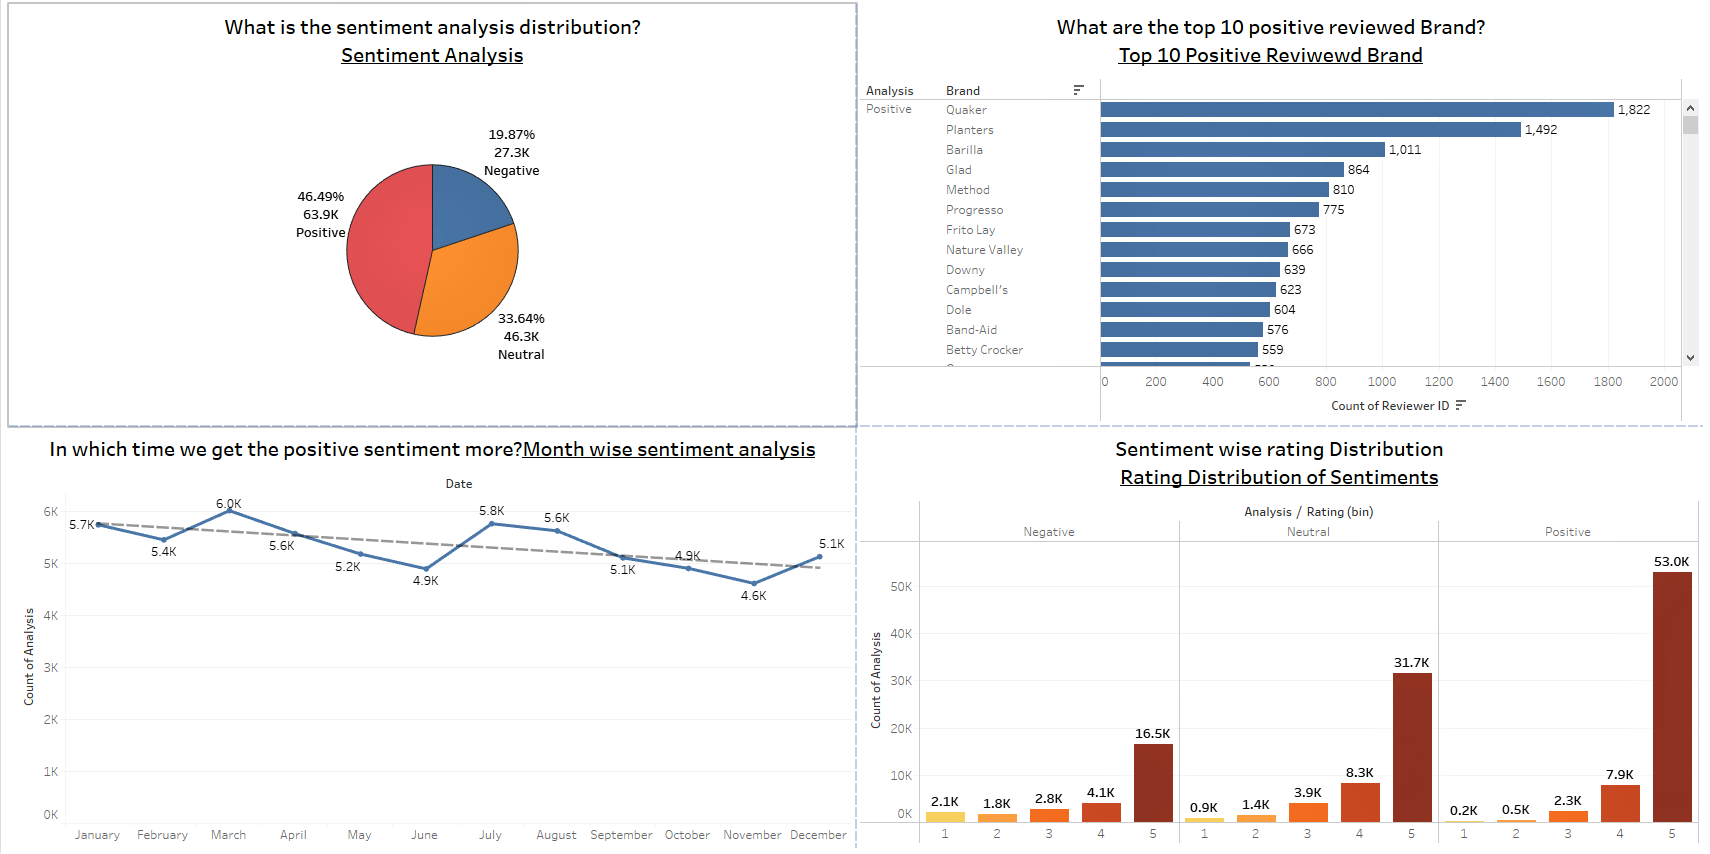 What is the sentiment analysis distribution?
Sentiment Analysis
19.87%
27.3K
Negative
46.49%
63.9K
Positive
33.64%
46.3K
Neutral
What are the top 10 positive reviewed Brand?
Top 10 Positive Reviwewd Brand
Analysis Brand
Positive Quaker 1,822
Planters 1,492
Barilla 1,011
Glad 864
Method 810
Progresso 775
Frito Lay 673
Nature Valley 666
Downy 639
Campbell's 623
Dole 604
Band-Aid 576
Betty Crocker 559
0 200 400 600 800 1000 1200 1400 1600 1800 2000
Count of Reviewer ID
In which time we get the positive sentiment more?Month wise sentiment analysis
Date
6K
5K
4K
3K
2K
1K
0K
Count of Analysis
5.7K
5.4K
6.0K
5.6K
5.2K
4.9K
5.8K
5.6K
5.1K
4.9K
4.6K
5.1K
January February March April May June July August September October November December
Sentiment wise rating Distribution
Rating Distribution of Sentiments
Analysis / Rating (bin)
Negative Neutral Positive
50K
40K
30K
20K
10K
0K
Count of Analysis
2.1K 1.8K 2.8K 4.1K 16.5K
0.9K 1.4K 3.9K 8.3K 31.7K
0.2K 0.5K 2.3K 7.9K 53.0K
1 2 3 4 5 1 2 3 4 5 1 2 3 4 5